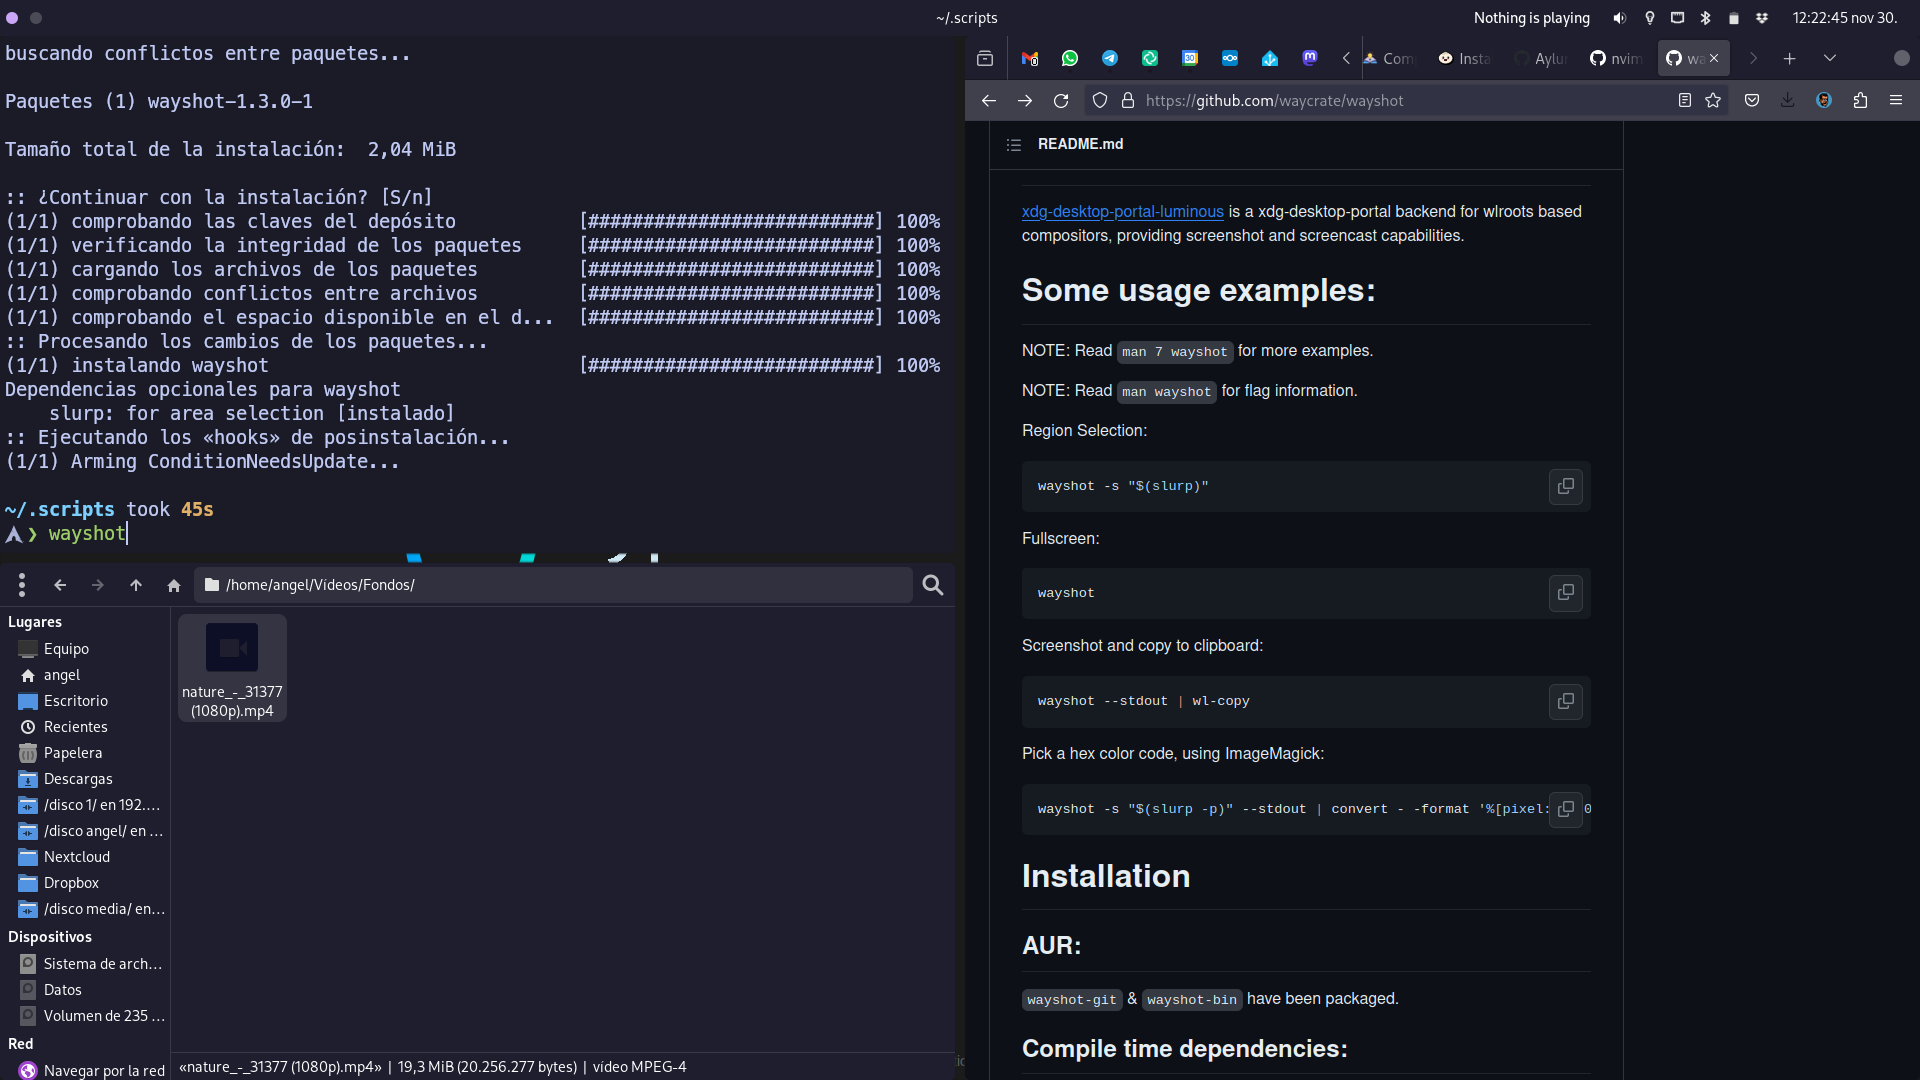 ~/.scripts
Nothing is playing
12:22:45 nov 30.
buscando conflictos entre paquetes...
Paquetes (1) wayshot-1.3.0-1
Tamaño total de la instalación:  2,04 MiB
:: ¿Continuar con la instalación? [S/n]
(1/1) comprobando las claves del depósito [##########################] 100%
(1/1) verificando la integridad de los paquetes [##########################] 100%
(1/1) cargando los archivos de los paquetes [##########################] 100%
(1/1) comprobando conflictos entre archivos [##########################] 100%
(1/1) comprobando el espacio disponible en el d... [##########################] 100%
:: Procesando los cambios de los paquetes...
(1/1) instalando wayshot [##########################] 100%
Dependencias opcionales para wayshot
slurp: for area selection [instalado]
:: Ejecutando los «hooks» de posinstalación...
(1/1) Arming ConditionNeedsUpdate...
~/.scripts took 45s
❯ wayshot
/home/angel/Vídeos/Fondos/
Lugares
Equipo
angel
Escritorio
Recientes
Papelera
Descargas
/disco 1/ en 192....
/disco angel/ en ...
Nextcloud
Dropbox
/disco media/ en...
Dispositivos
Sistema de arch...
Datos
Volumen de 235 ...
Red
Navegar por la red
nature_-_31377
(1080p).mp4
«nature_-_31377 (1080p).mp4» | 19,3 MiB (20.256.277 bytes) | vídeo MPEG-4
Com
Insta
Aylu
nvim
wa
https://github.com/waycrate/wayshot
README.md
xdg-desktop-portal-luminous is a xdg-desktop-portal backend for wlroots based
compositors, providing screenshot and screencast capabilities.
Some usage examples:
NOTE: Read man 7 wayshot for more examples.
NOTE: Read man wayshot for flag information.
Region Selection:
wayshot -s "$(slurp)"
Fullscreen:
wayshot
Screenshot and copy to clipboard:
wayshot --stdout | wl-copy
Pick a hex color code, using ImageMagick:
wayshot -s "$(slurp -p)" --stdout | convert - -format '%[pixel:
Installation
AUR:
wayshot-git & wayshot-bin have been packaged.
Compile time dependencies: